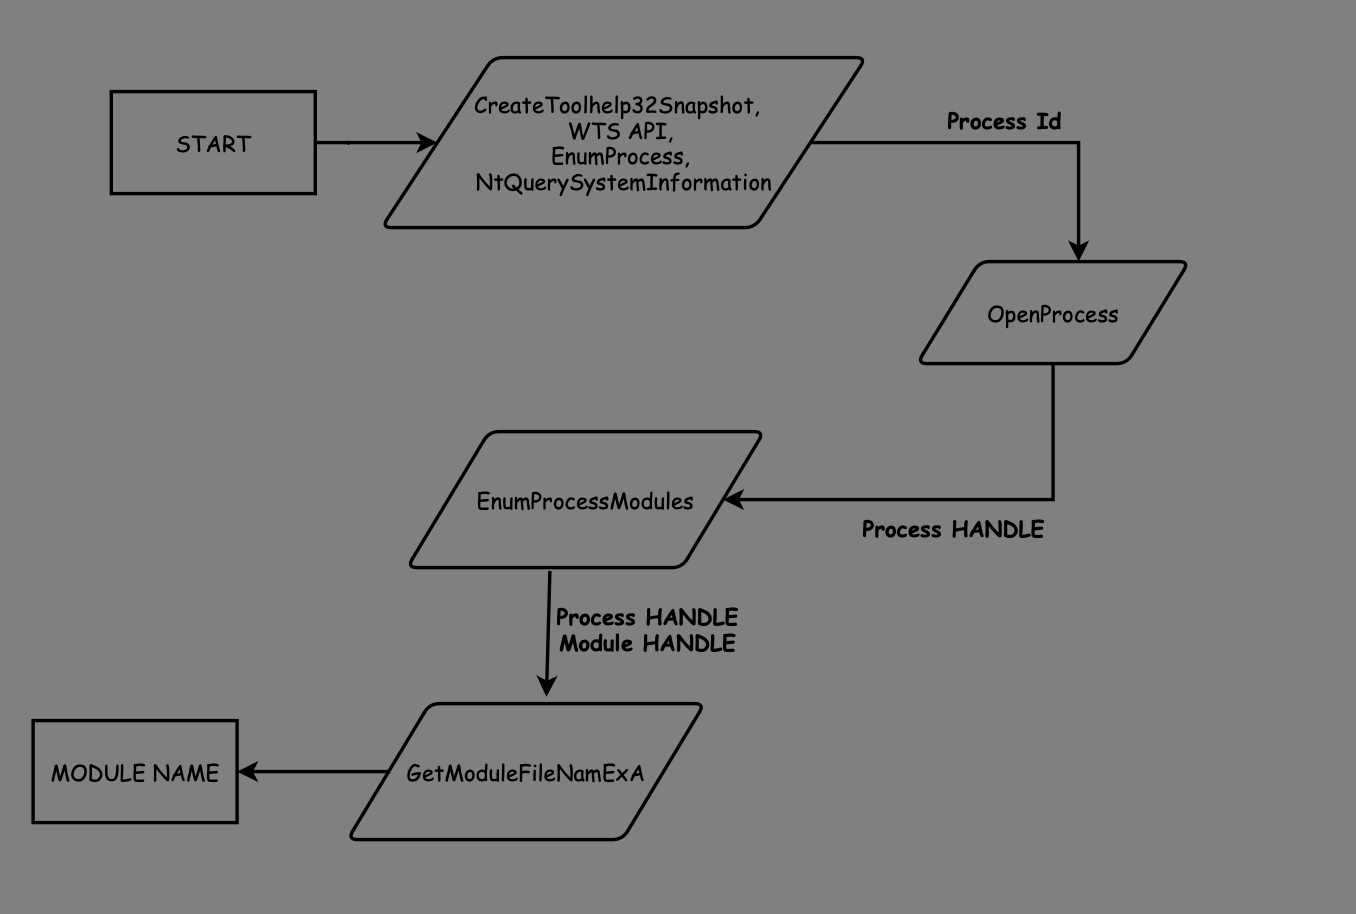 START
CreateToolhelp32Snapshot,
WTS API,
EnumProcess,
NtQuerySystemInformation
Process Id
OpenProcess
Process HANDLE
EnumProcessModules
Process HANDLE
Module HANDLE
GetModuleFileNamExA
MODULE NAME